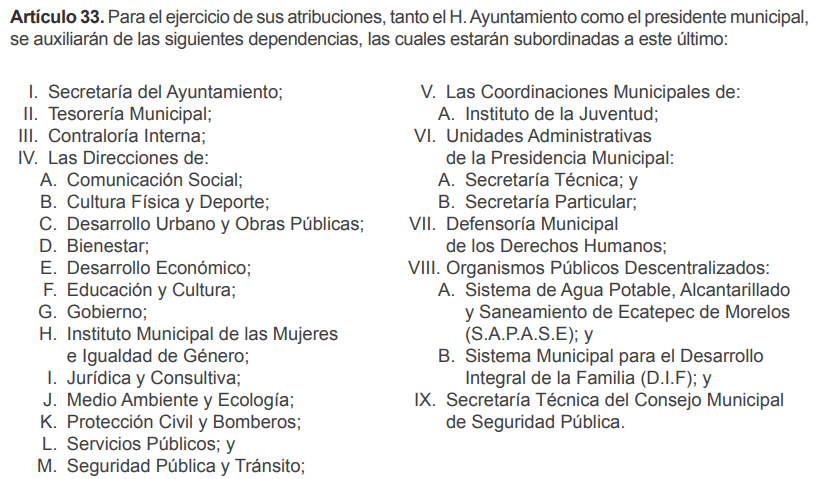 Artículo 33. Para el ejercicio de sus atribuciones, tanto el H. Ayuntamiento como el presidente municipal,
se auxiliarán de las siguientes dependencias, las cuales estarán subordinadas a este último:
I. Secretaría del Ayuntamiento;
II. Tesorería Municipal;
III. Contraloría Interna;
IV. Las Direcciones de:
A. Comunicación Social;
B. Cultura Física y Deporte;
C. Desarrollo Urbano y Obras Públicas;
D. Bienestar;
E. Desarrollo Económico;
F. Educación y Cultura;
G. Gobierno;
H. Instituto Municipal de las Mujeres
e Igualdad de Género;
I. Jurídica y Consultiva;
J. Medio Ambiente y Ecología;
K. Protección Civil y Bomberos;
L. Servicios Públicos; y
M. Seguridad Pública y Tránsito;
V. Las Coordinaciones Municipales de:
A. Instituto de la Juventud;
VI. Unidades Administrativas
de la Presidencia Municipal:
A. Secretaría Técnica; y
B. Secretaría Particular;
VII. Defensoría Municipal
de los Derechos Humanos;
VIII. Organismos Públicos Descentralizados:
A. Sistema de Agua Potable, Alcantarillado
y Saneamiento de Ecatepec de Morelos
(S.A.P.A.S.E); y
B. Sistema Municipal para el Desarrollo
Integral de la Familia (D.I.F); y
IX. Secretaría Técnica del Consejo Municipal
de Seguridad Pública.